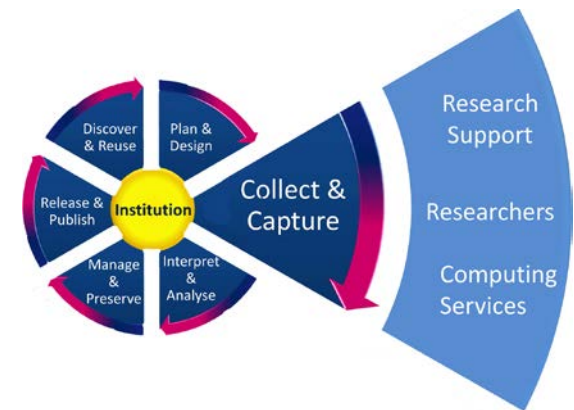 Discover
& Reuse
Plan &
Design
Release &
Publish
Institution
Collect &
Capture
Manage
&
Preserve
Interpret
&
Analyse
Research
Support
Researchers
Computing
Services